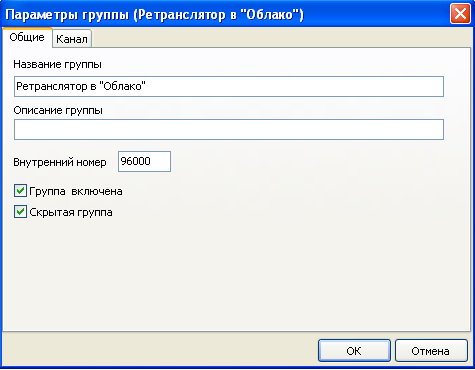 Параметры группы (Ретранслятор в "Облако")
Общие Канал
Название группы
Ретранслятор в "Облако"
Описание группы
Внутренний номер 96000
Группа включена
Скрытая группа
OK Отмена